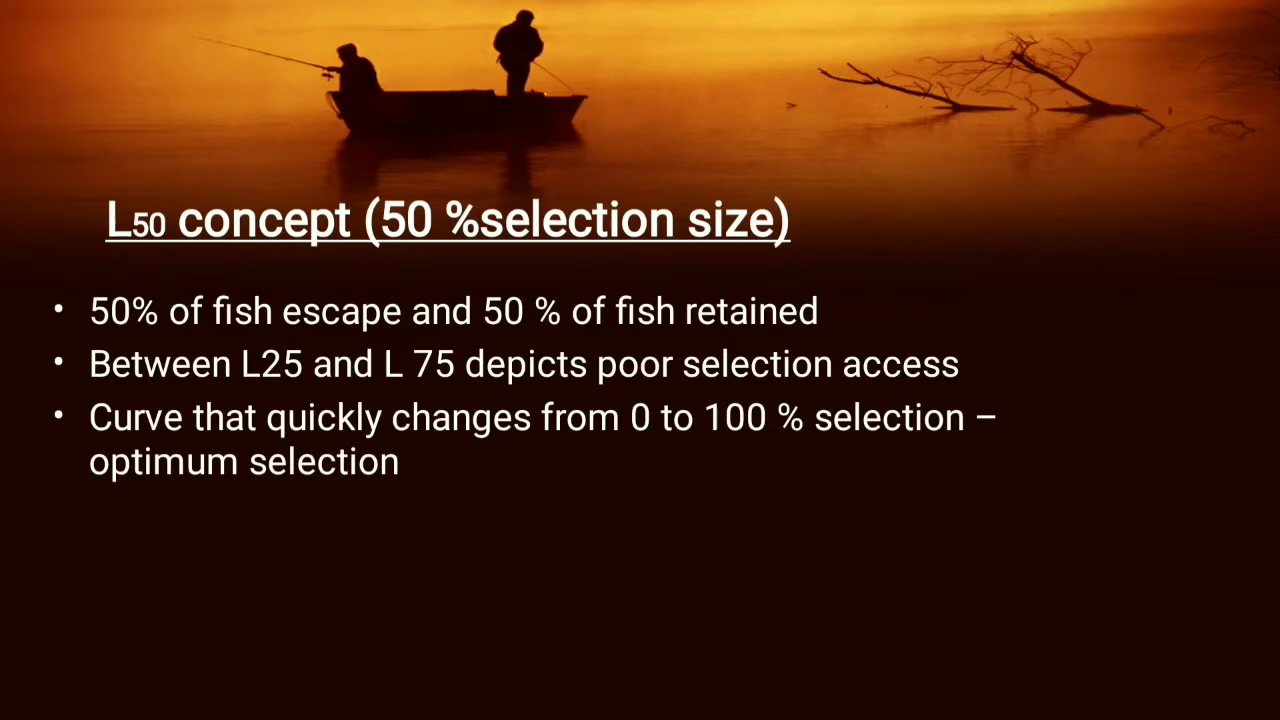 L50 concept (50 %selection size)
• 50% of fish escape and 50 % of fish retained
• Between L25 and L 75 depicts poor selection access
• Curve that quickly changes from 0 to 100 % selection –
optimum selection